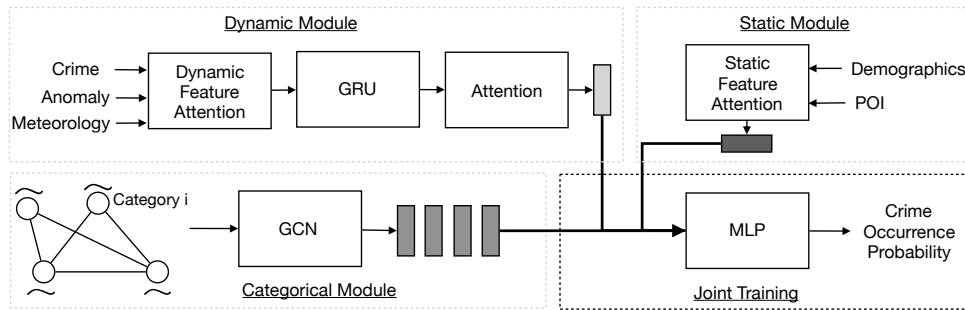 Dynamic Module
Crime
Anomaly
Meteorology
Dynamic
Feature
Attention
GRU
Attention
Static Module
Static
Feature
Attention
Demographics
POI
Category i
GCN
Categorical Module
MLP
Crime
Occurrence
Probability
Joint Training